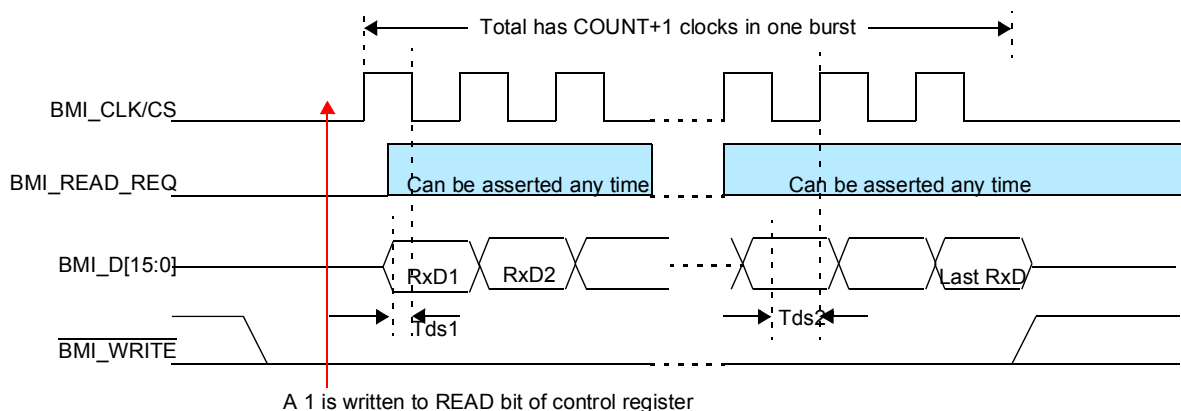 Total has COUNT+1 clocks in one burst
BMI_CLK/CS
BMI_READ_REQ
Can be asserted any time
Can be asserted any time
BMI_D[15:0]
RxD1
RxD2
Last RxD
Tds1
Tds2
BMI_WRITE
A 1 is written to READ bit of control register